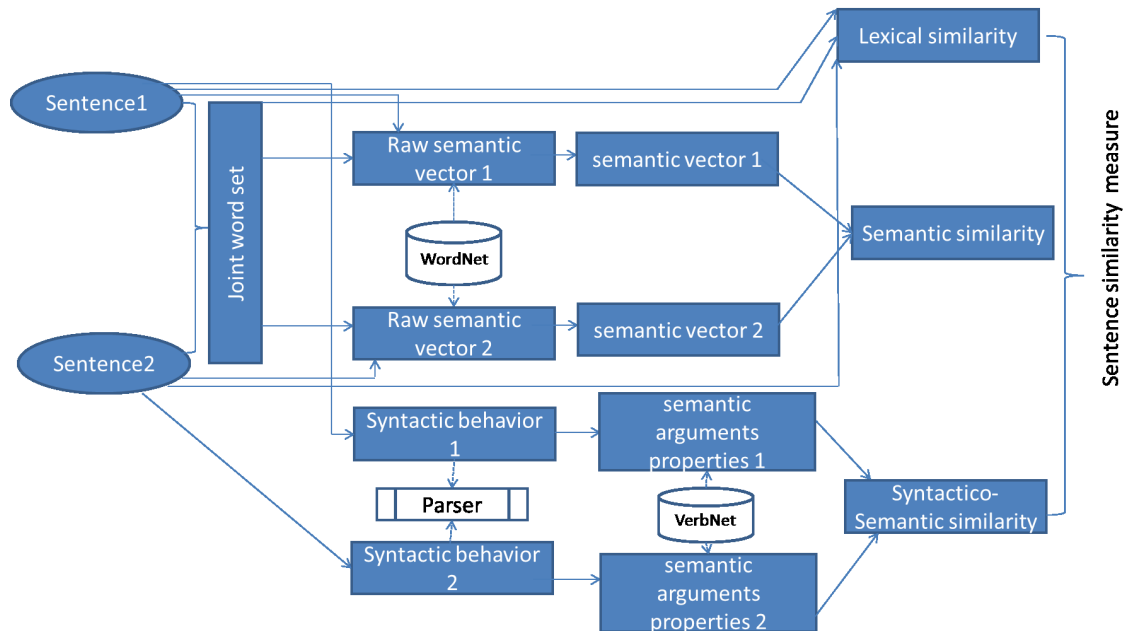 Lexical similarity
Sentence1
Joint word set
Raw semantic
vector 1
semantic vector 1
WordNet
Semantic similarity
Raw semantic
vector 2
semantic vector 2
Sentence2
Syntactic behavior
1
semantic
arguments
properties 1
Parser
VerbNet
Syntactico-
Semantic similarity
Syntactic behavior
2
semantic
arguments
properties 2
Sentence similarity measure